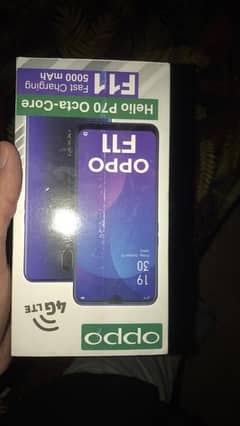 oppo
4G LTE
OPPO
F11
19
30
Helio P70 Octa-Core
F11
Fast Charging
5000 mAh